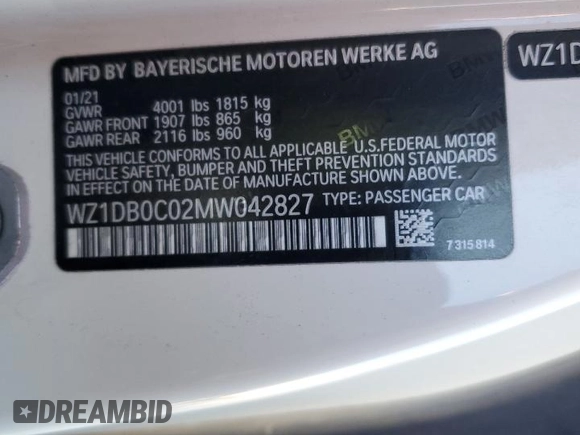 MFD BY BAYERISCHE MOTOREN WERKE AG
WZ1D
01/21
GVWR 4001 lbs 1815 kg
GAWR FRONT 1907 lbs 865 kg
GAWR REAR 2116 lbs 960 kg
THIS VEHICLE CONFORMS TO ALL APPLICABLE U.S.FEDERAL MOTOR
VEHICLE SAFETY, BUMPER AND THEFT PREVENTION STANDARDS
IN EFFECT ON THE DATE OF MANUFACTURE SHOWN ABOVE.
WZ1DB0C02MW042827 TYPE: PASSENGER CAR
7 315 814
DREAMBID